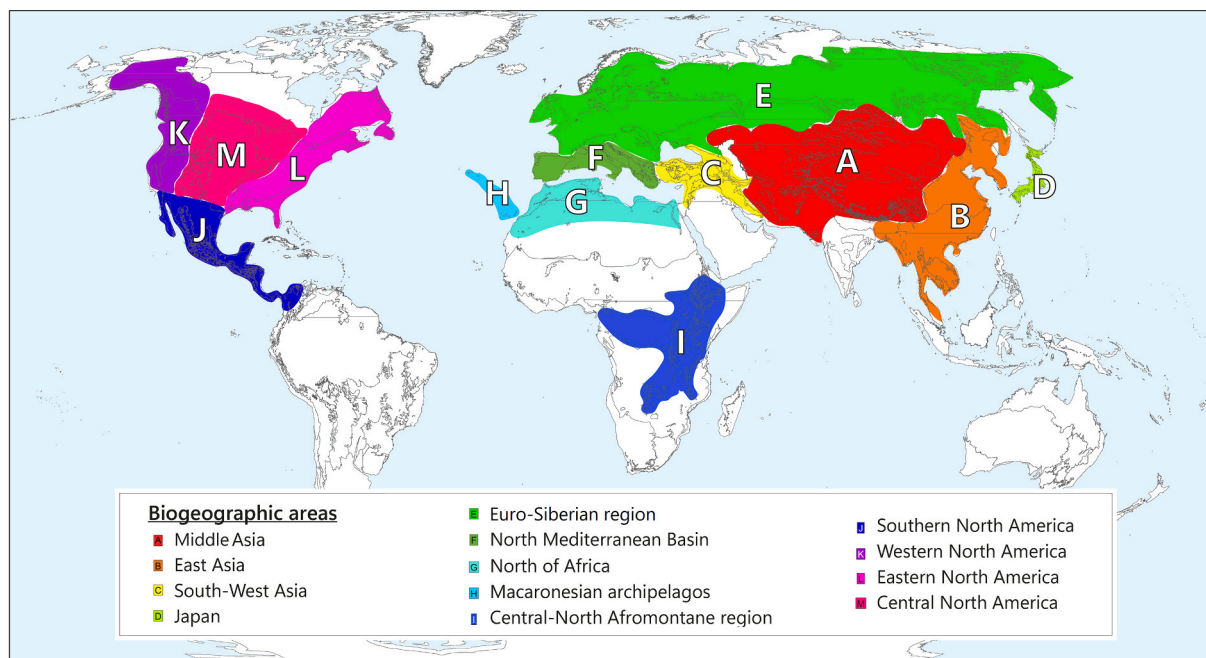 K
M
L
J
H
E
F
C
G
A
B
D
I
Biogeographic areas
A Middle Asia
B East Asia
C South-West Asia
D Japan
E Euro-Siberian region
F North Mediterranean Basin
G North of Africa
H Macaronesian archipelagos
I Central-North Afromontane region
J Southern North America
K Western North America
L Eastern North America
M Central North America